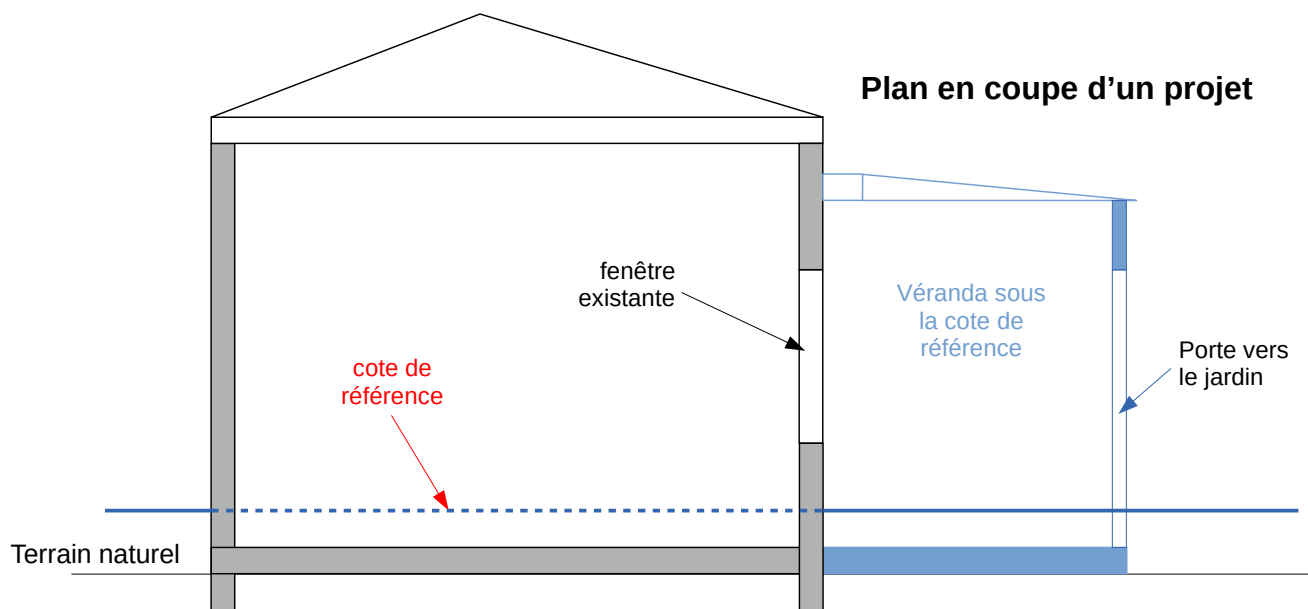 Plan en coupe d’un projet
fenêtre
existante
Véranda sous
la cote de
référence
Porte vers
le jardin
cote de
référence
Terrain naturel